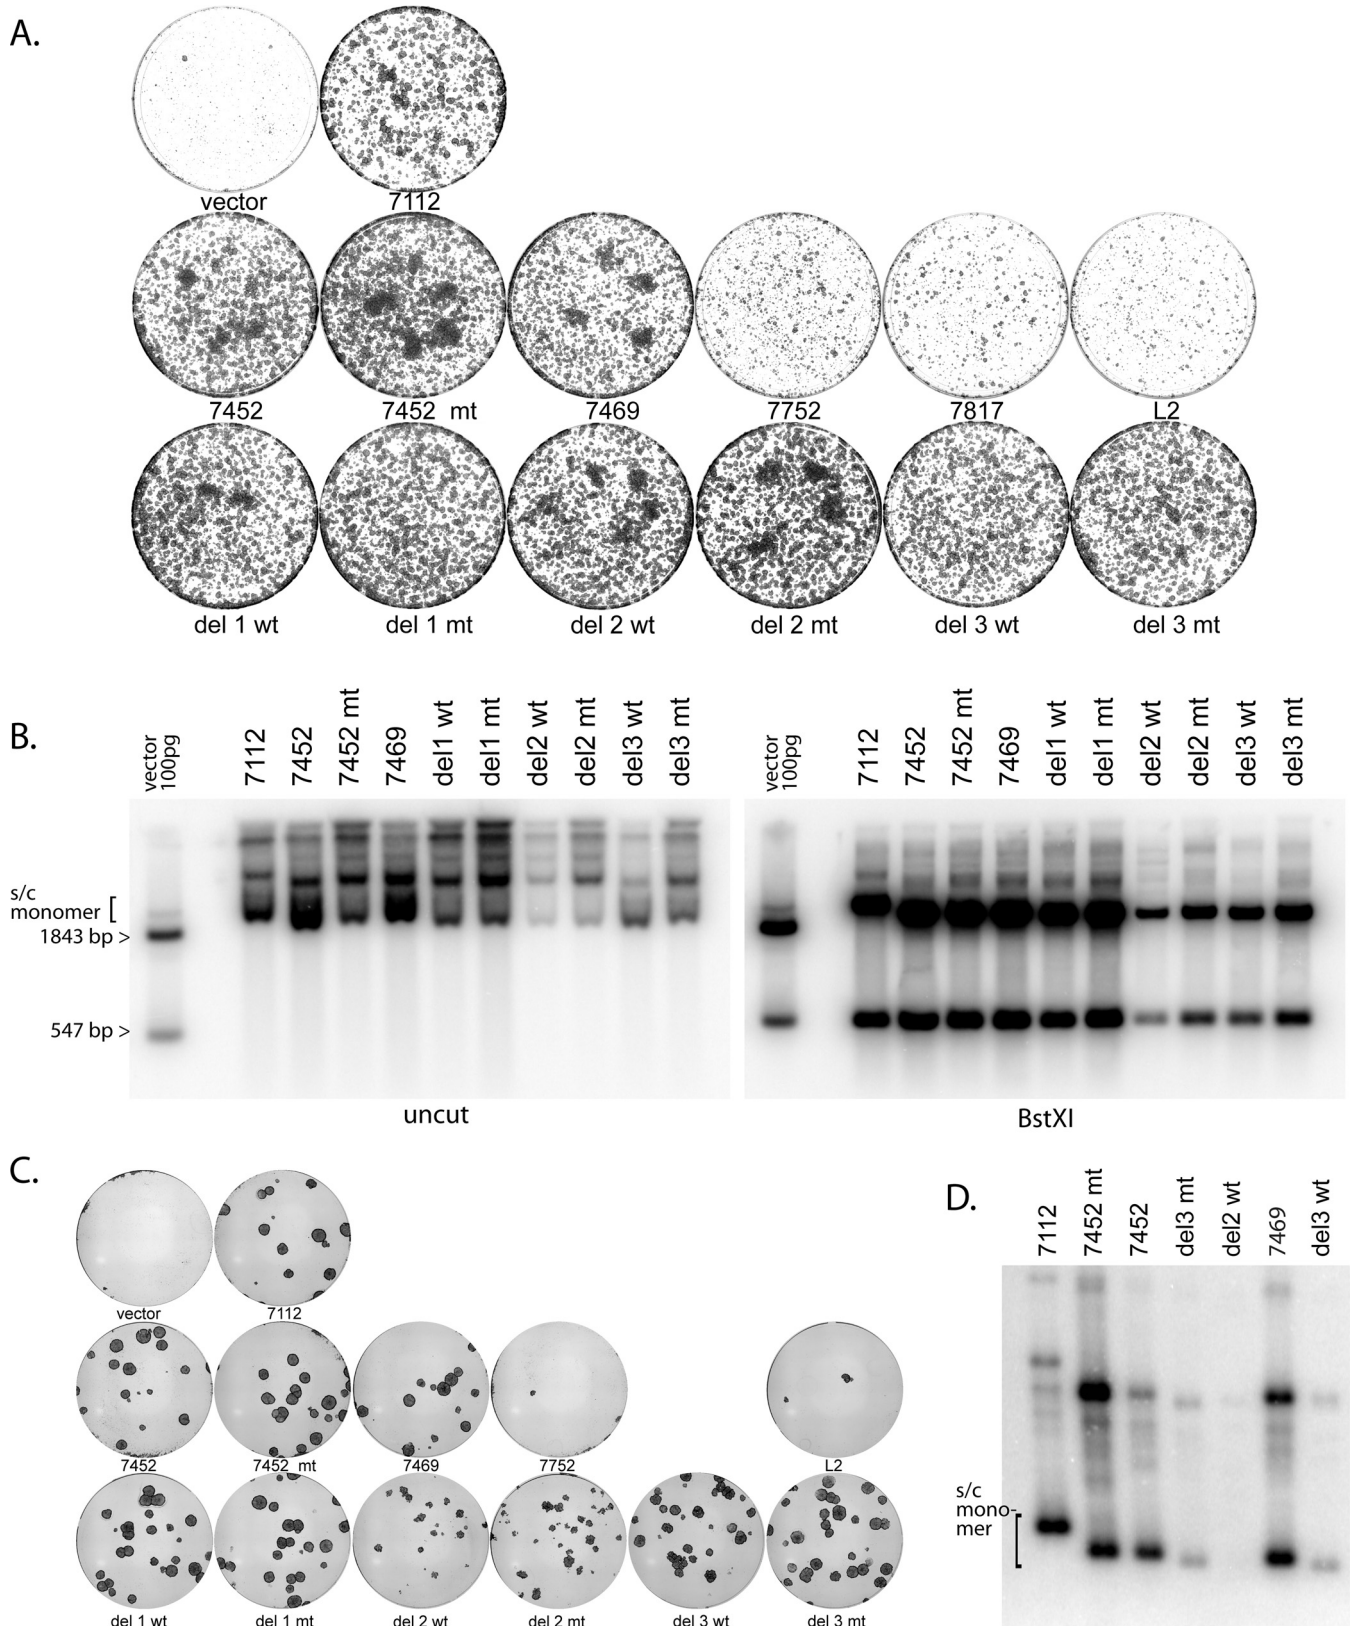 A.
vector 7112
7452 7452 mt 7469 7752 7817 L2
del 1 wt del 1 mt del 2 wt del 2 mt del 3 wt del 3 mt
B.
vector
100pg
7112
7452
7452 mt
7469
del1 wt
del1 mt
del2 wt
del2 mt
del3 wt
del3 mt
vector
100pg
7112
7452
7452 mt
7469
del1 wt
del1 mt
del2 wt
del2 mt
del3 wt
del3 mt
s/c
monomer [
1843 bp >
547 bp >
uncut
BstXI
C.
vector 7112
7452 7452 mt 7469 7752 L2
del 1 wt del 1 mt del 2 wt del 2 mt del 3 wt del 3 mt
D.
7112
7452 mt
7452
del3 mt
del2 wt
7469
del3 wt
s/c
mono-
mer